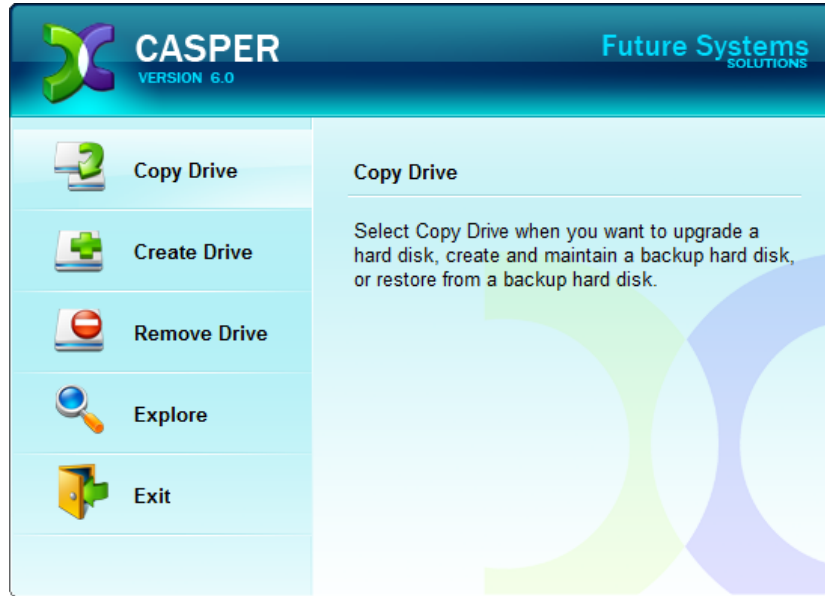 CASPER
VERSION 6.0
Future Systems
SOLUTIONS
Copy Drive
Create Drive
Remove Drive
Explore
Exit
Copy Drive
Select Copy Drive when you want to upgrade a
hard disk, create and maintain a backup hard disk,
or restore from a backup hard disk.